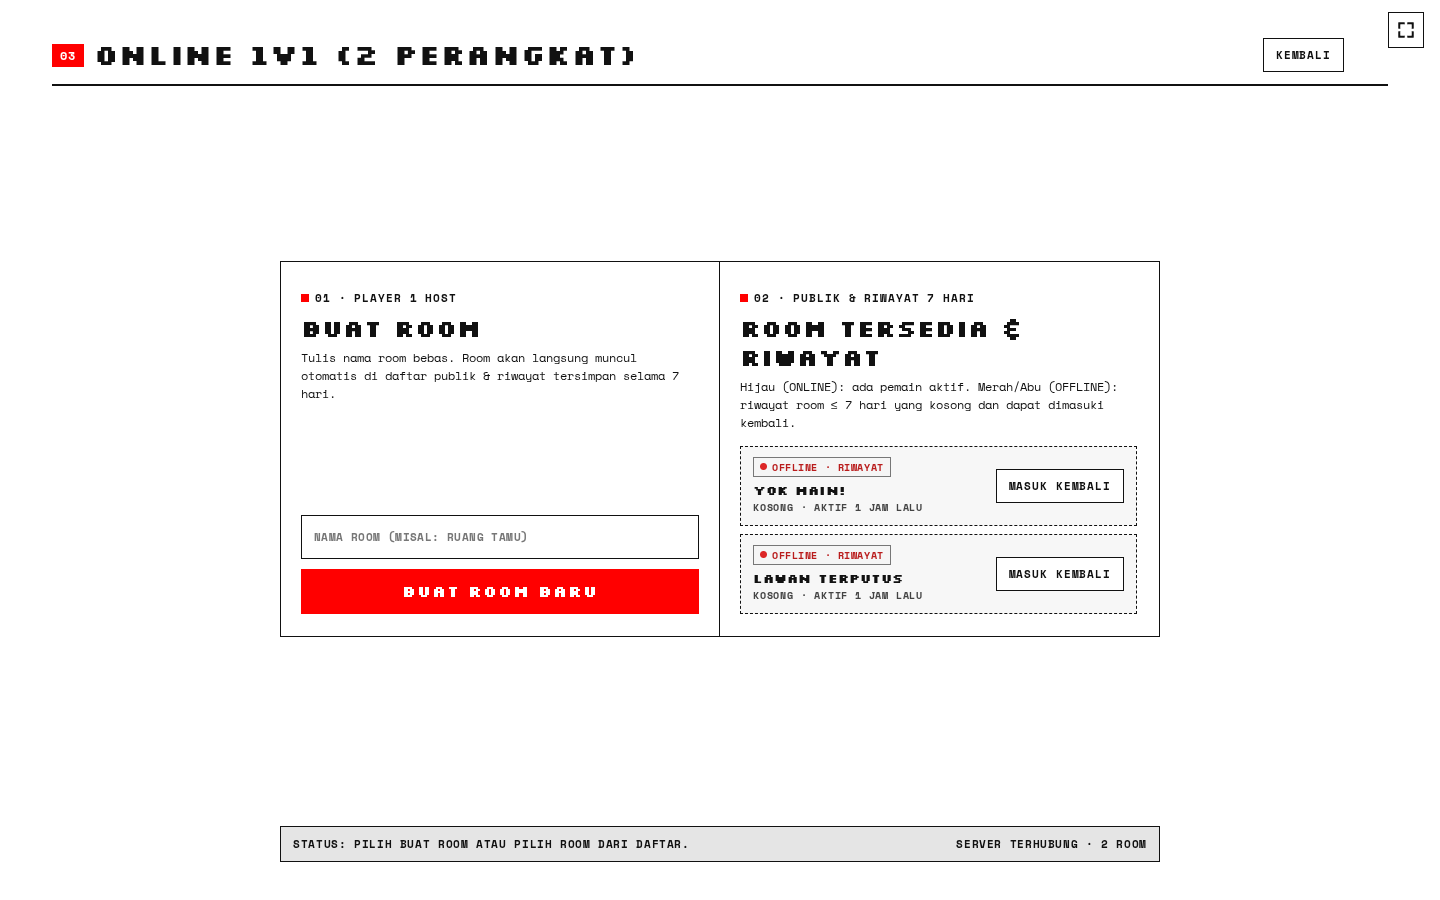 03 ONLINE 1V1 (2 PERANGKAT)
KEMBALI
01 · PLAYER 1 HOST
BUAT ROOM
Tulis nama room bebas. Room akan langsung muncul
otomatis di daftar publik & riwayat tersimpan selama 7
hari.
NAMA ROOM (MISAL: RUANG TAMU)
BUAT ROOM BARU
02 · PUBLIK & RIWAYAT 7 HARI
ROOM TERSEDIA &
RIWAYAT
Hijau (ONLINE): ada pemain aktif. Merah/Abu (OFFLINE):
riwayat room ≤ 7 hari yang kosong dan dapat dimasuki
kembali.
OFFLINE · RIWAYAT
YOK MAIN!
KOSONG · AKTIF 1 JAM LALU
MASUK KEMBALI
OFFLINE · RIWAYAT
LAWAN TERPUTUS
KOSONG · AKTIF 1 JAM LALU
MASUK KEMBALI
STATUS: PILIH BUAT ROOM ATAU PILIH ROOM DARI DAFTAR.
SERVER TERHUBUNG · 2 ROOM